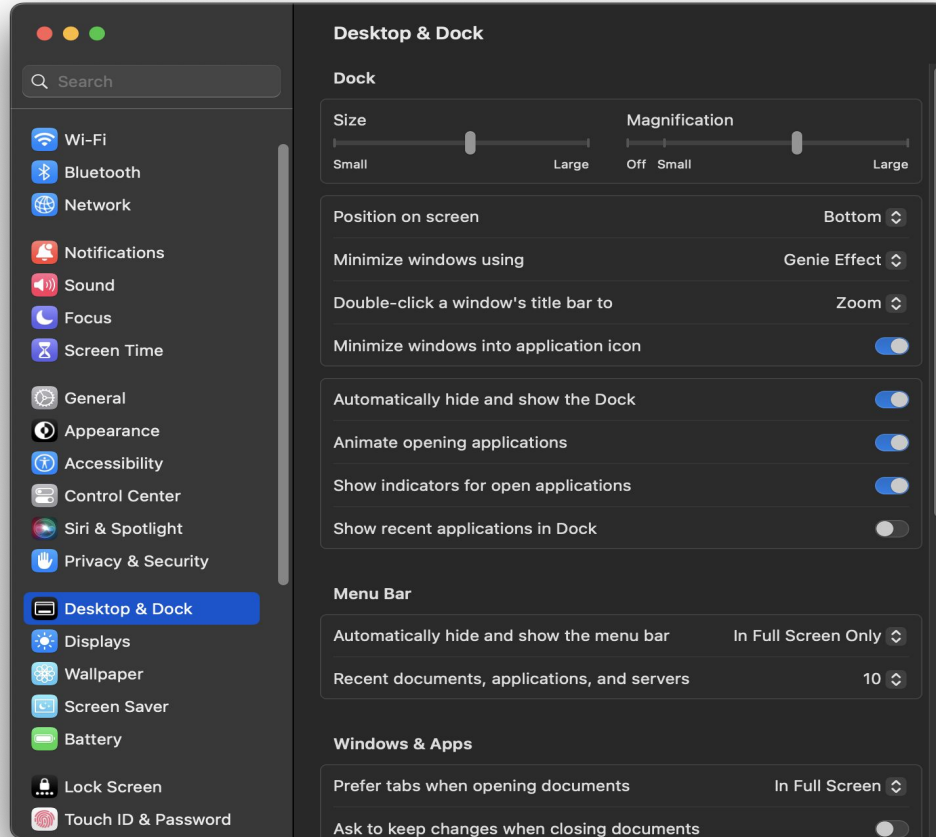 Search
Wi-Fi
Bluetooth
Network
Notifications
Sound
Focus
Screen Time
General
Appearance
Accessibility
Control Center
Siri & Spotlight
Privacy & Security
Desktop & Dock
Displays
Wallpaper
Screen Saver
Battery
Lock Screen
Touch ID & Password
Desktop & Dock
Dock
Size Magnification
Small Large Off Small Large
Position on screen Bottom
Minimize windows using Genie Effect
Double-click a window's title bar to Zoom
Minimize windows into application icon
Automatically hide and show the Dock
Animate opening applications
Show indicators for open applications
Show recent applications in Dock
Menu Bar
Automatically hide and show the menu bar In Full Screen Only
Recent documents, applications, and servers 10
Windows & Apps
Prefer tabs when opening documents In Full Screen
Ask to keep changes when closing documents